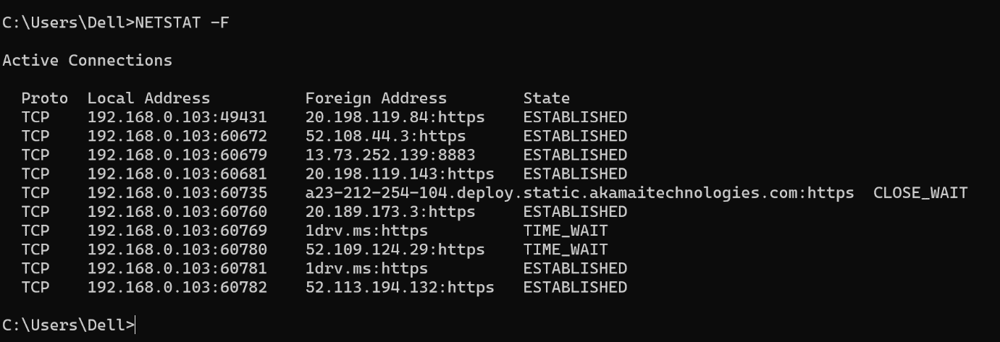 C:\Users\Dell>NETSTAT -F
Active Connections
Proto  Local Address          Foreign Address        State
TCP    192.168.0.103:49431    20.198.119.84:https    ESTABLISHED
TCP    192.168.0.103:60672    52.108.44.3:https      ESTABLISHED
TCP    192.168.0.103:60679    13.73.252.139:8883     ESTABLISHED
TCP    192.168.0.103:60681    20.198.119.143:https   ESTABLISHED
TCP    192.168.0.103:60735    a23-212-254-104.deploy.static.akamaitechnologies.com:https  CLOSE_WAIT
TCP    192.168.0.103:60760    20.189.173.3:https     ESTABLISHED
TCP    192.168.0.103:60769    1drv.ms:https          TIME_WAIT
TCP    192.168.0.103:60780    52.109.124.29:https    TIME_WAIT
TCP    192.168.0.103:60781    1drv.ms:https          ESTABLISHED
TCP    192.168.0.103:60782    52.113.194.132:https   ESTABLISHED
C:\Users\Dell>